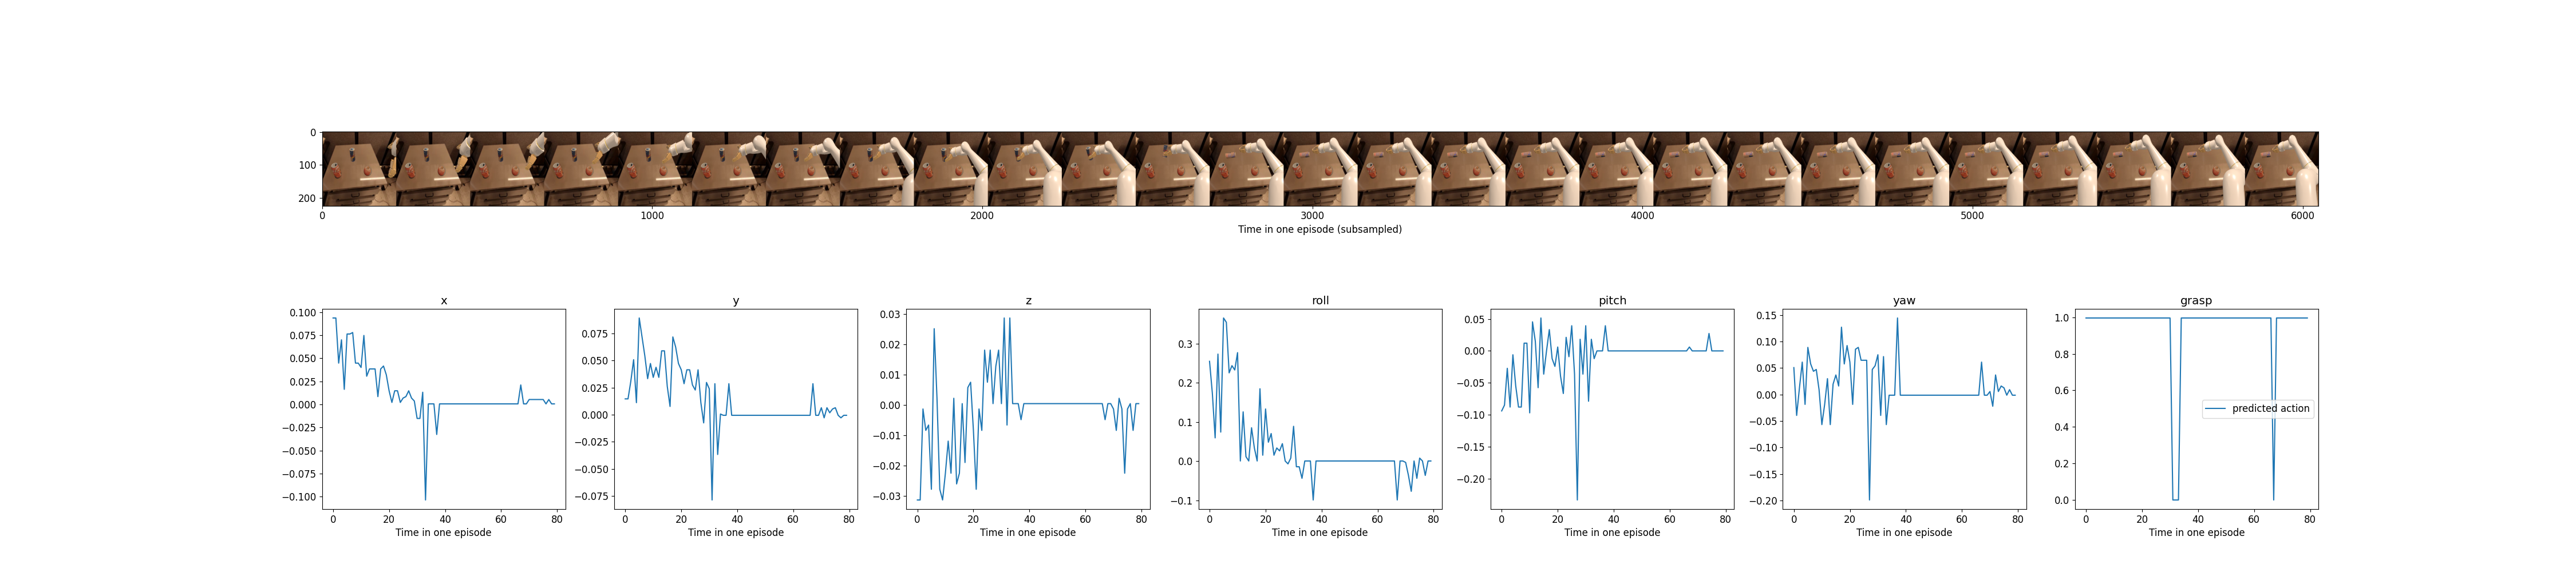 0
100
200
0 1000 2000 3000 4000 5000 6000
Time in one episode (subsampled)
x
0.100
0.075
0.050
0.025
0.000
−0.025
−0.050
−0.075
−0.100
0 20 40 60 80
Time in one episode
y
0.075
0.050
0.025
0.000
−0.025
−0.050
−0.075
0 20 40 60 80
Time in one episode
z
0.03
0.02
0.01
0.00
−0.01
−0.02
−0.03
0 20 40 60 80
Time in one episode
roll
0.3
0.2
0.1
0.0
−0.1
0 20 40 60 80
Time in one episode
pitch
0.05
0.00
−0.05
−0.10
−0.15
−0.20
0 20 40 60 80
Time in one episode
yaw
0.15
0.10
0.05
0.00
−0.05
−0.10
−0.15
−0.20
0 20 40 60 80
Time in one episode
grasp
1.0
0.8
0.6
0.4
0.2
0.0
predicted action
0 20 40 60 80
Time in one episode